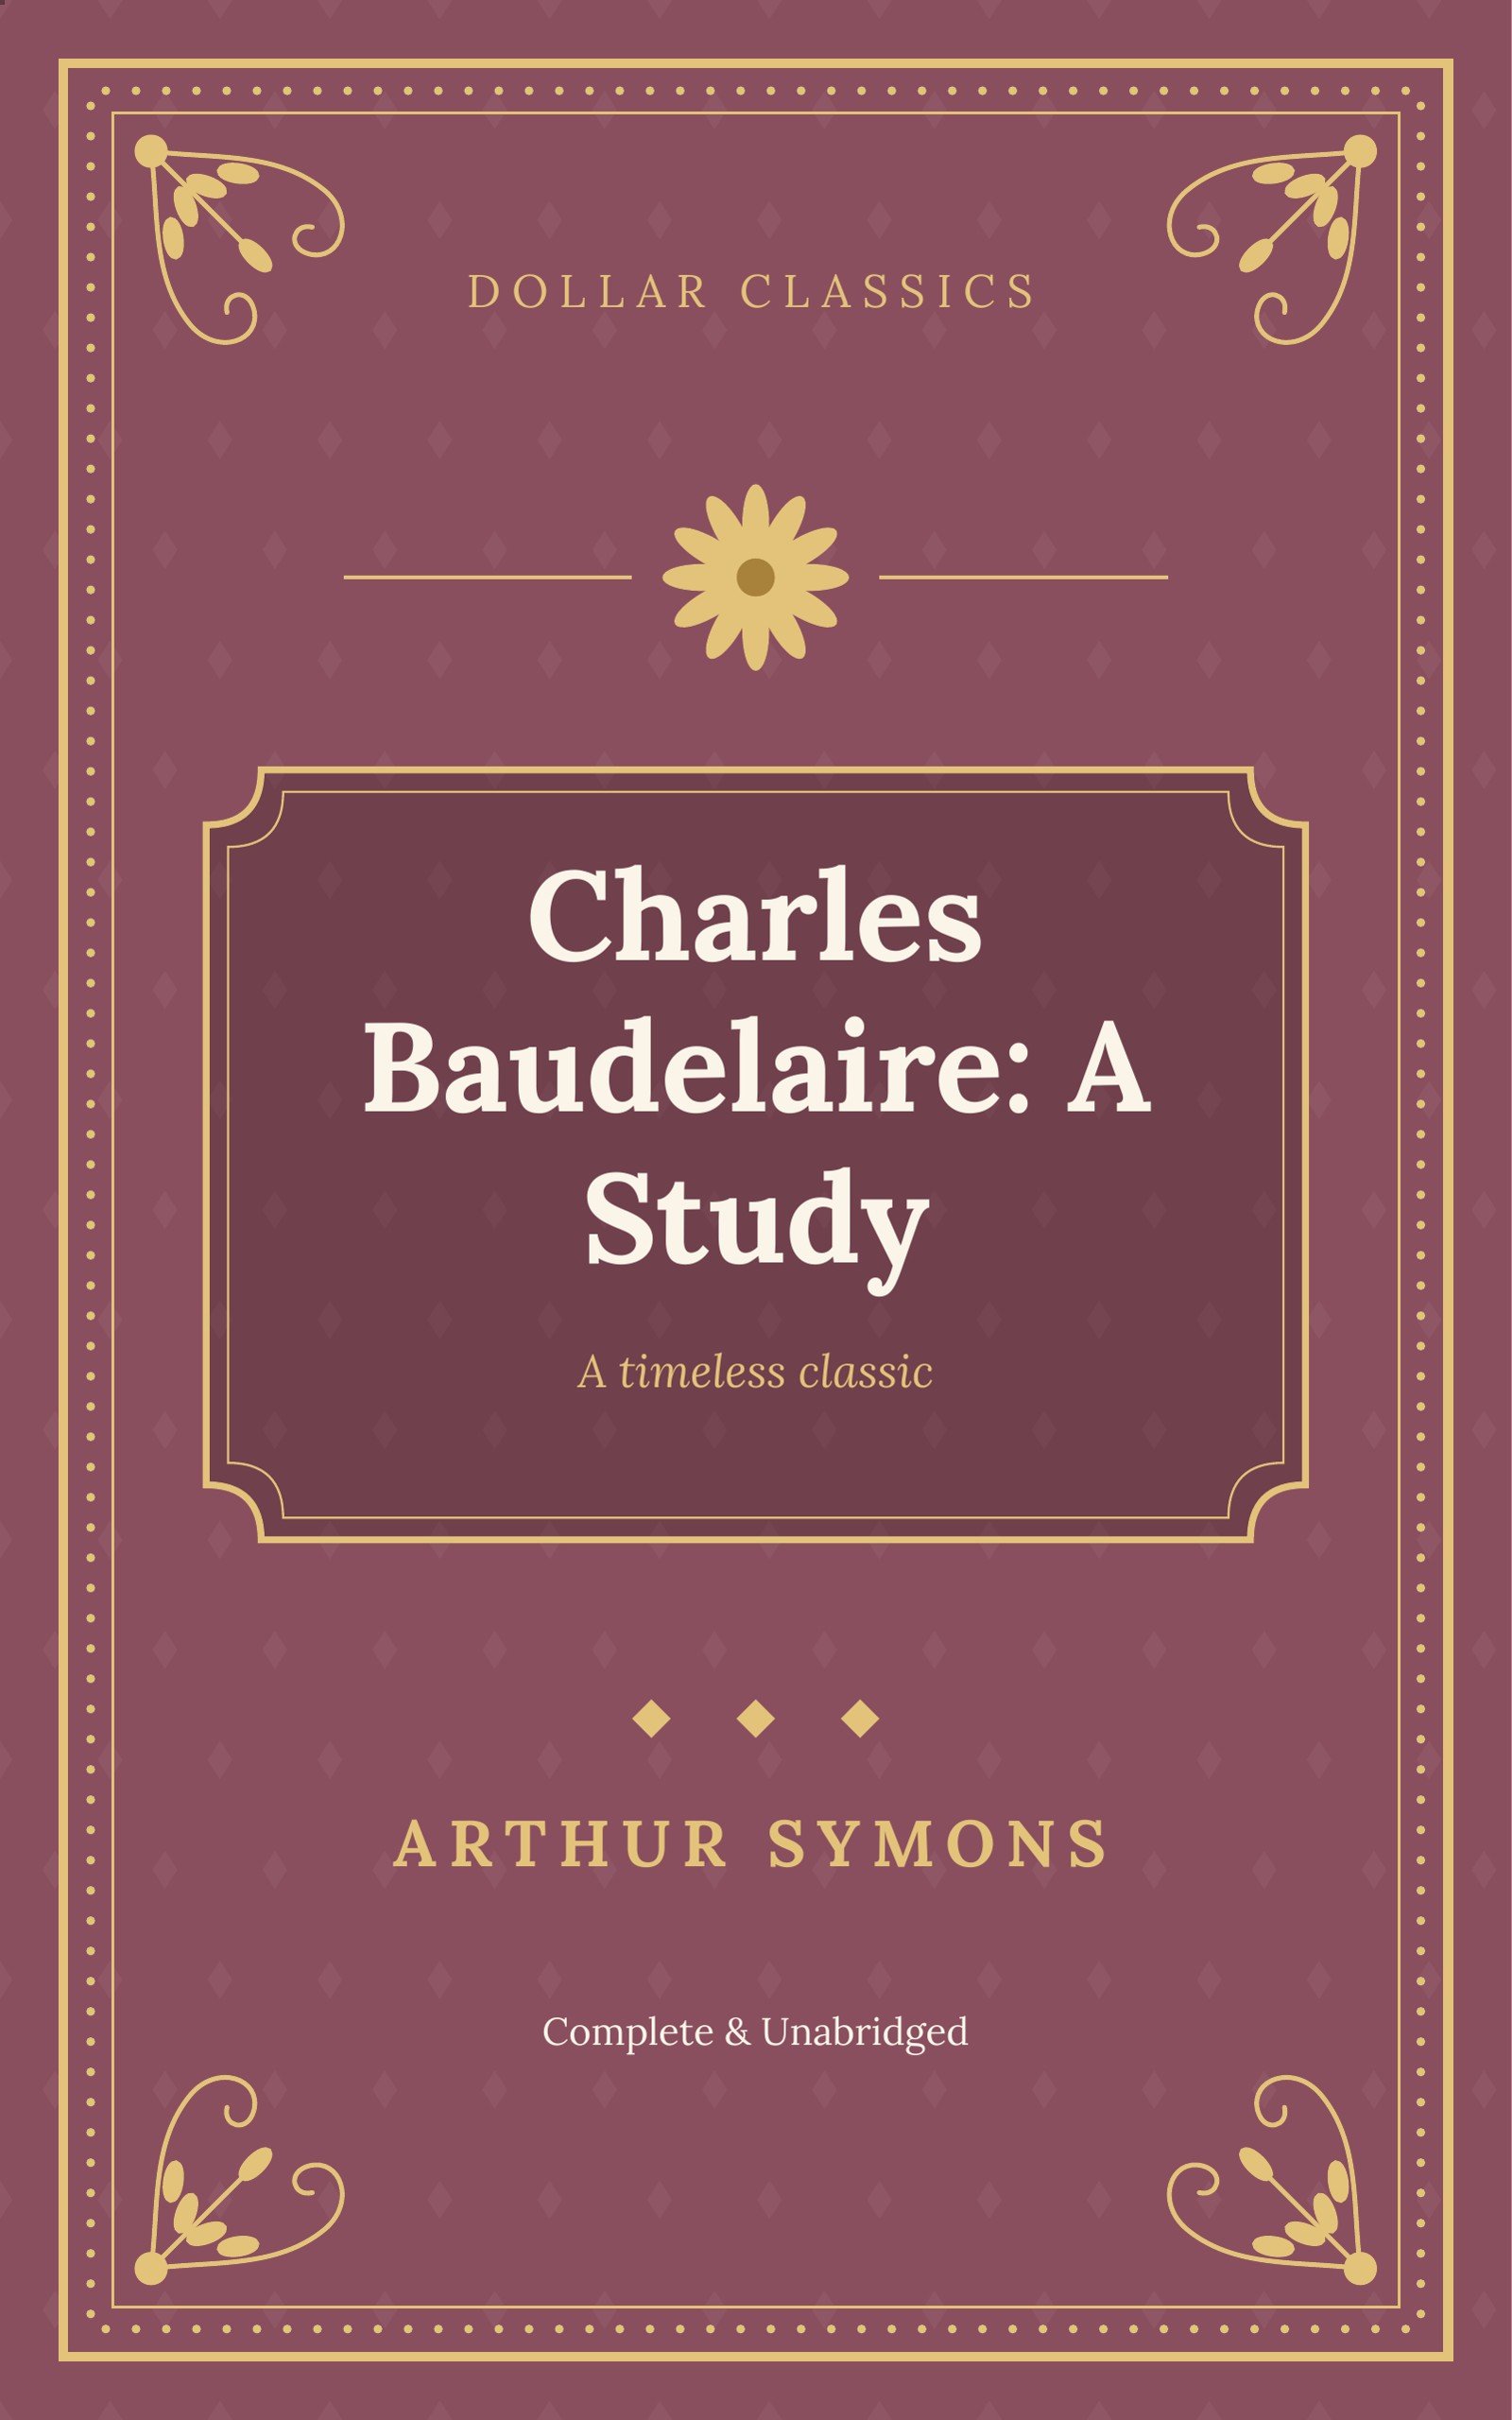 DOLLAR CLASSICS
Charles
Baudelaire: A
Study
A timeless classic
ARTHUR SYMONS
Complete & Unabridged